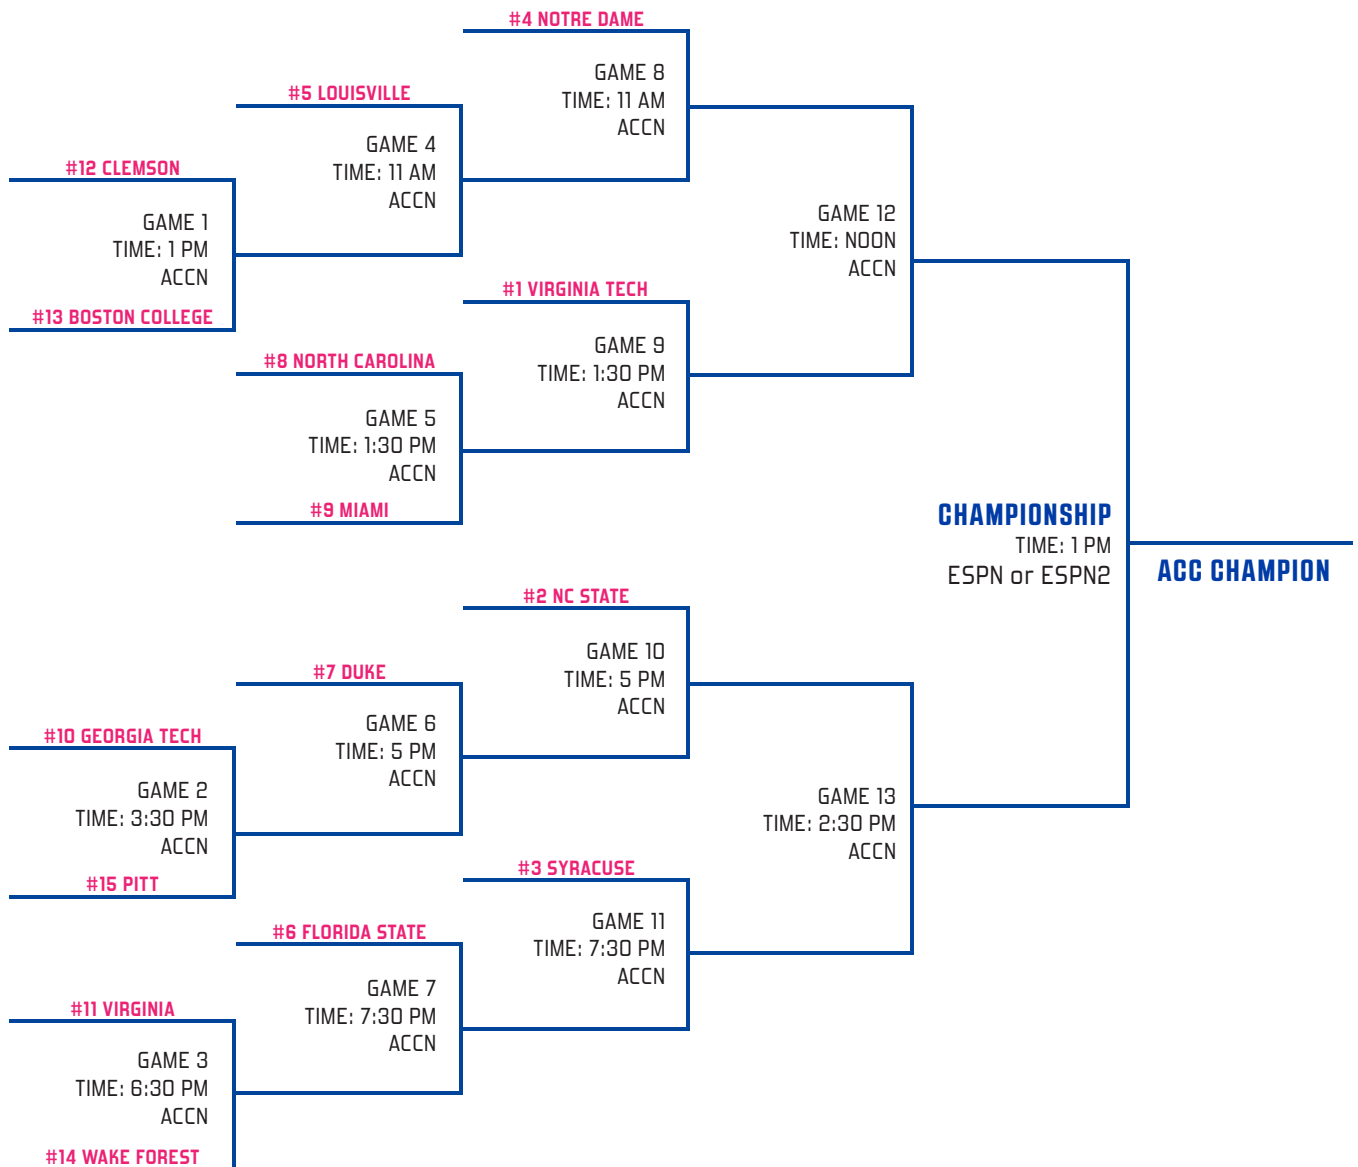 #4 NOTRE DAME
GAME 8
TIME: 11 AM
ACCN
#5 LOUISVILLE
GAME 4
TIME: 11 AM
ACCN
#12 CLEMSON
GAME 1
TIME: 1 PM
ACCN
#13 BOSTON COLLEGE
GAME 12
TIME: NOON
ACCN
#1 VIRGINIA TECH
GAME 9
TIME: 1:30 PM
ACCN
#8 NORTH CAROLINA
GAME 5
TIME: 1:30 PM
ACCN
#9 MIAMI
CHAMPIONSHIP
TIME: 1 PM
ESPN or ESPN2
ACC CHAMPION
#2 NC STATE
GAME 10
TIME: 5 PM
ACCN
#7 DUKE
GAME 6
TIME: 5 PM
ACCN
#10 GEORGIA TECH
GAME 2
TIME: 3:30 PM
ACCN
#15 PITT
GAME 13
TIME: 2:30 PM
ACCN
#3 SYRACUSE
GAME 11
TIME: 7:30 PM
ACCN
#6 FLORIDA STATE
GAME 7
TIME: 7:30 PM
ACCN
#11 VIRGINIA
GAME 3
TIME: 6:30 PM
ACCN
#14 WAKE FOREST